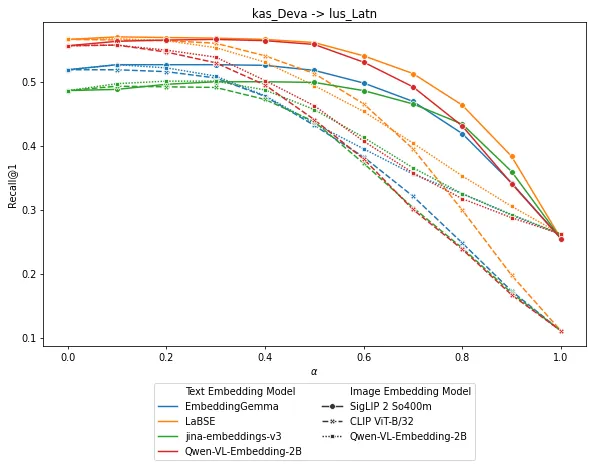 kas_Deva -> lus_Latn
Recall@1
0.5
0.4
0.3
0.2
0.1
0.0 0.2 0.4 0.6 0.8 1.0
α
Text Embedding Model
EmbeddingGemma
LaBSE
jina-embeddings-v3
Qwen-VL-Embedding-2B
Image Embedding Model
SigLIP 2 So400m
CLIP ViT-B/32
Qwen-VL-Embedding-2B